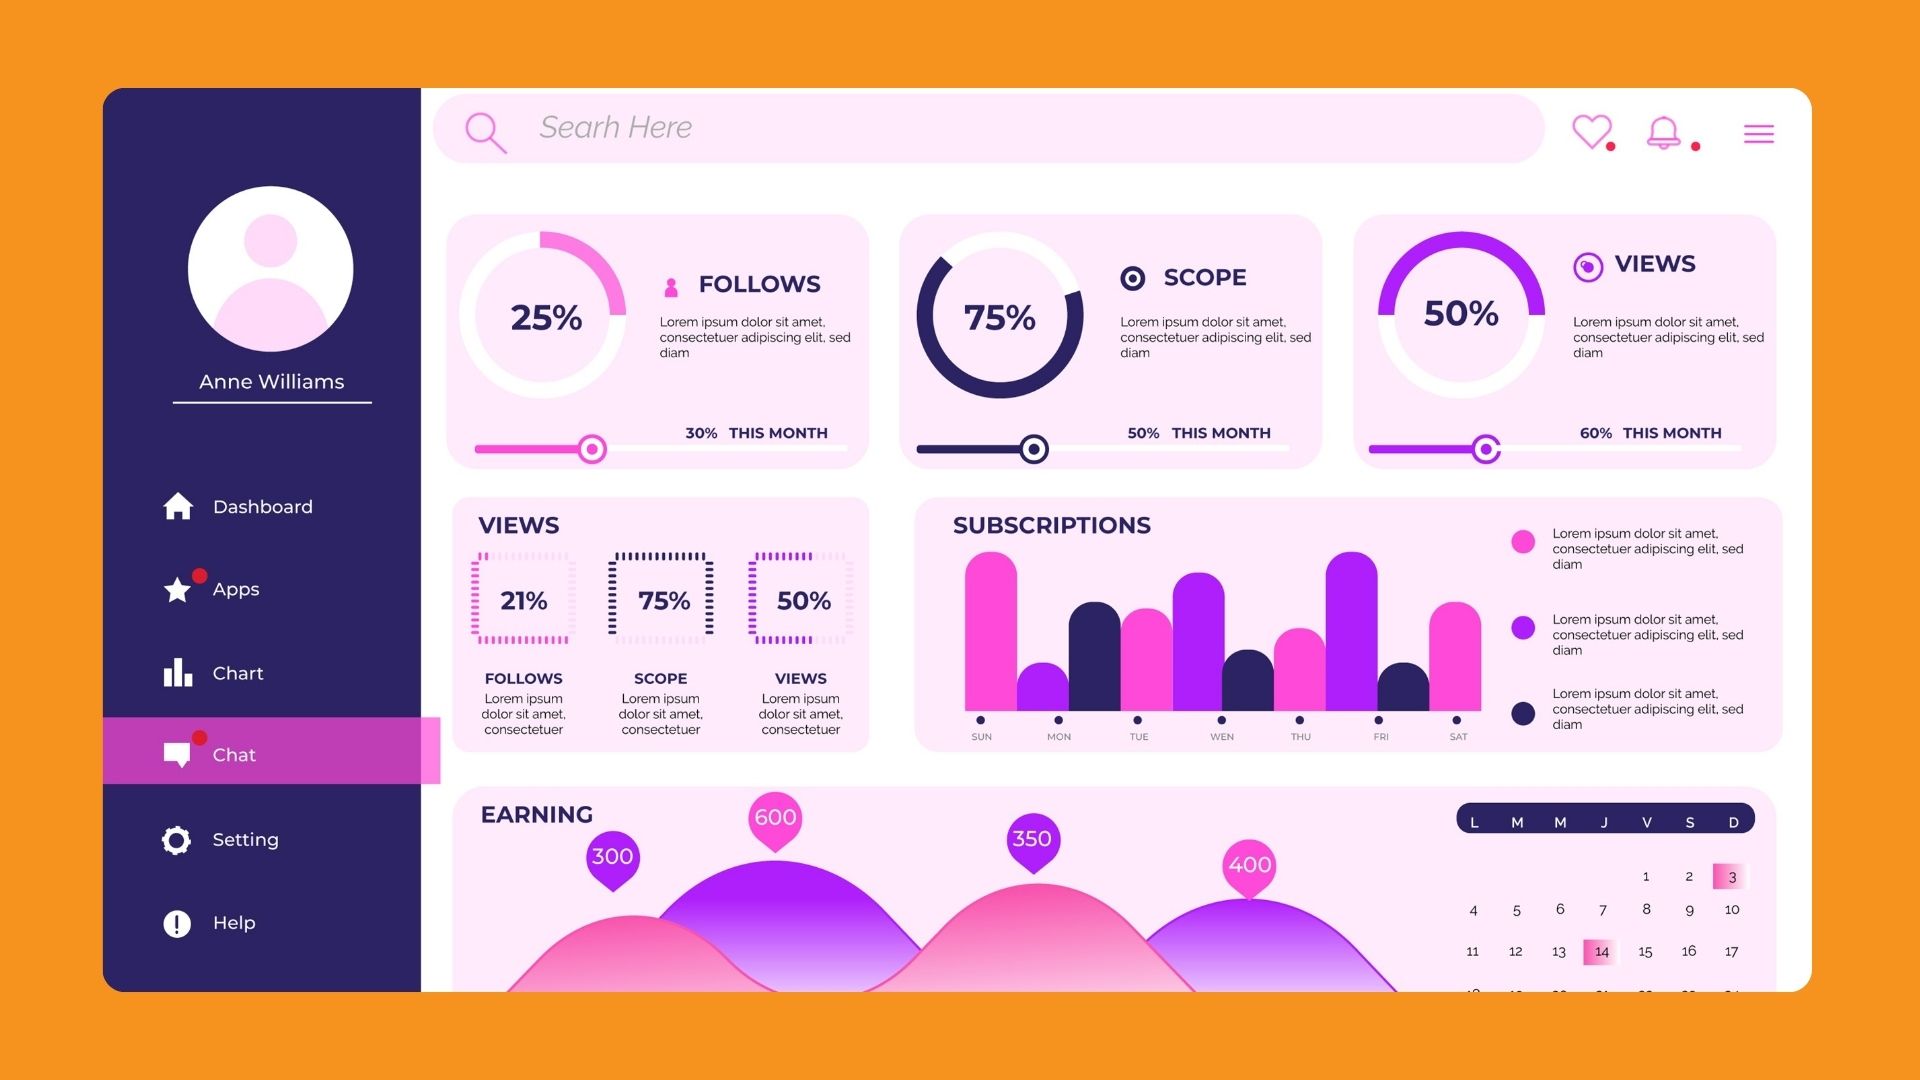 Searh Here
Anne Williams
Dashboard
Apps
Chart
Chat
Setting
Help
25%
FOLLOWS
Lorem ipsum dolor sit amet,
consectetuer adipiscing elit, sed
diam
30% THIS MONTH
75%
SCOPE
Lorem ipsum dolor sit amet,
consectetuer adipiscing elit, sed
diam
50% THIS MONTH
50%
VIEWS
Lorem ipsum dolor sit amet,
consectetuer adipiscing elit, sed
diam
60% THIS MONTH
VIEWS
21%
FOLLOWS
Lorem ipsum
dolor sit amet,
consectetuer
75%
SCOPE
Lorem ipsum
dolor sit amet,
consectetuer
50%
VIEWS
Lorem ipsum
dolor sit amet,
consectetuer
SUBSCRIPTIONS
SUN MON TUE WEN THU FRI SAT
Lorem ipsum dolor sit amet,
consectetuer adipiscing elit, sed
diam
Lorem ipsum dolor sit amet,
consectetuer adipiscing elit, sed
diam
Lorem ipsum dolor sit amet,
consectetuer adipiscing elit, sed
diam
EARNING
300
600
350
400
L M M J V S D
1 2 3
4 5 6 7 8 9 10
11 12 13 14 15 16 17